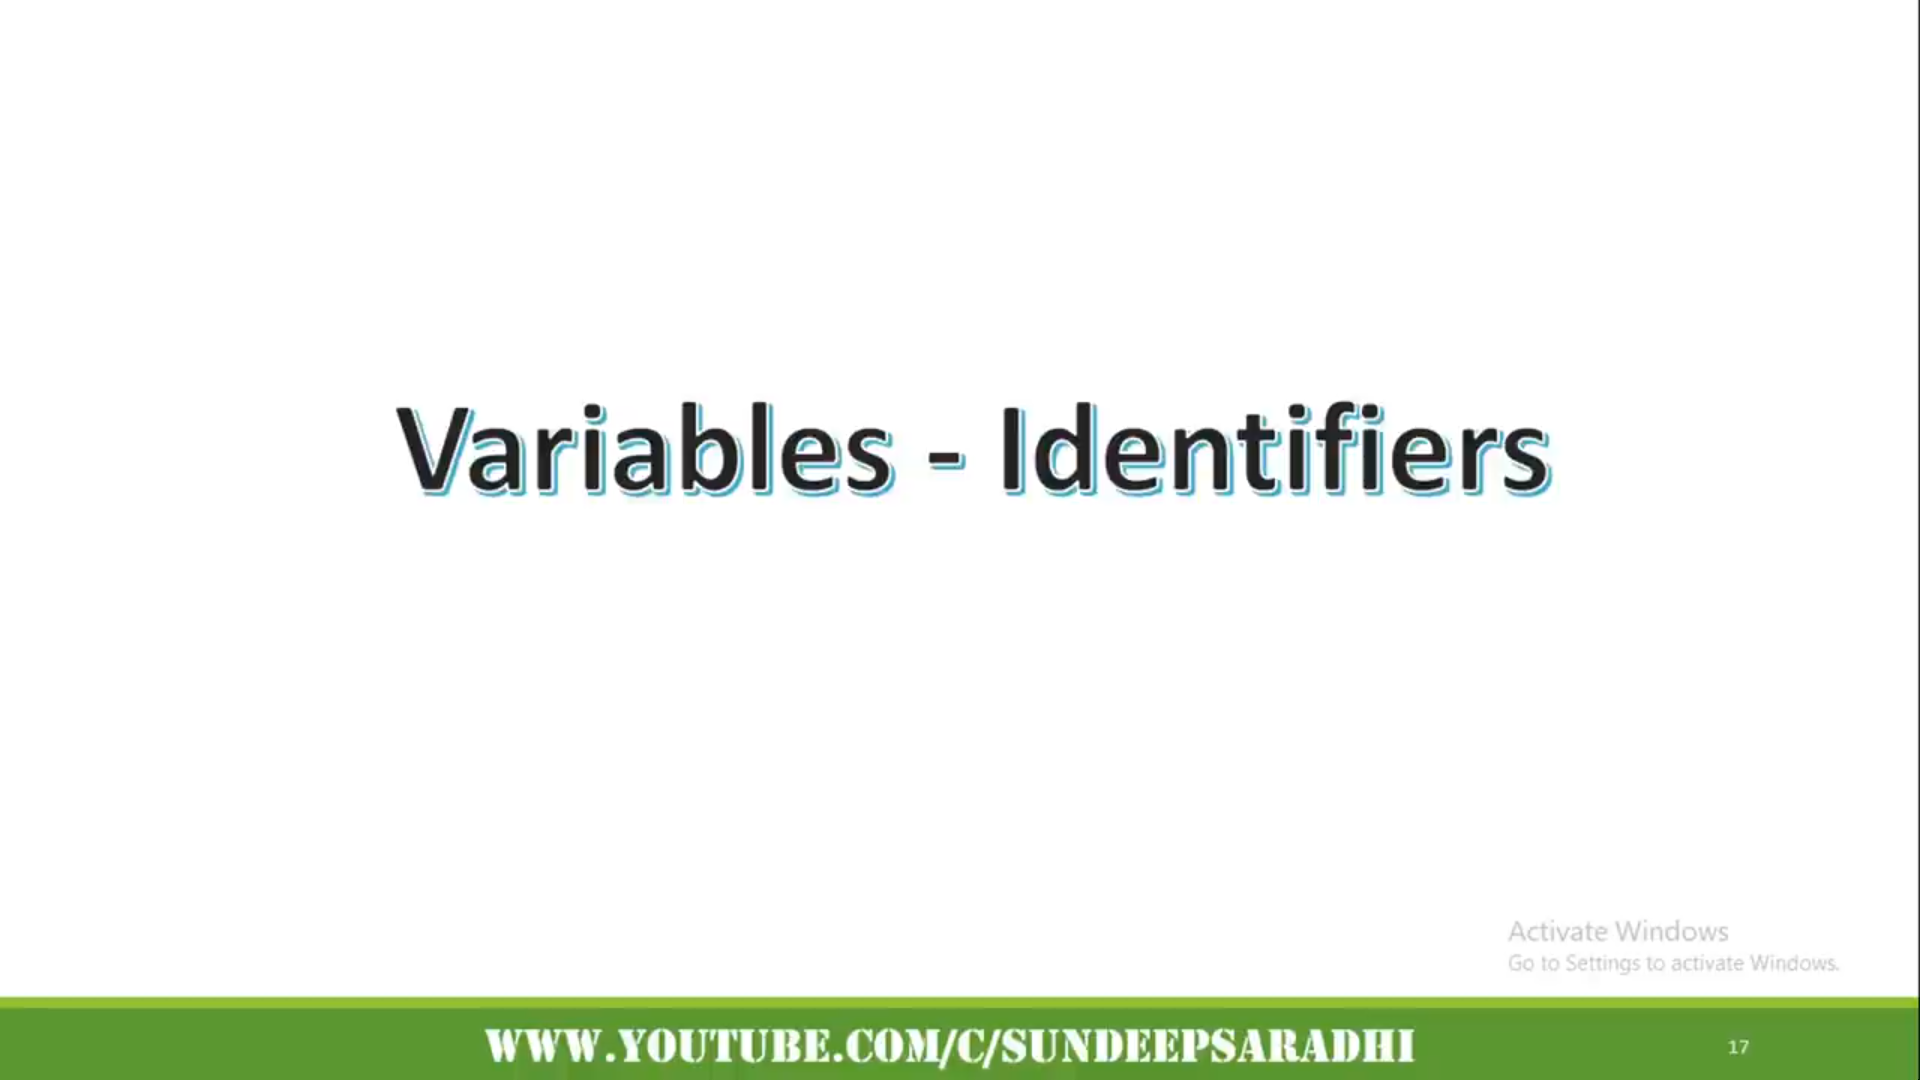 Variables - Identifiers
Activate Windows
Go to Settings to activate Windows.
WWW.YOUTUBE.COM/C/SUNDEEPSARADHI
17